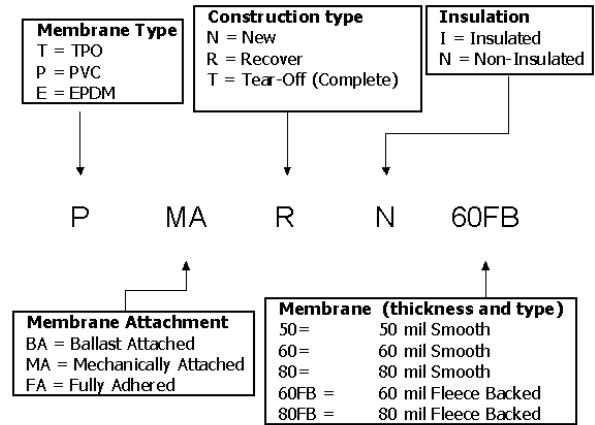 Membrane Type
T = TPO
P = PVC
E = EPDM
Construction type
N = New
R = Recover
T = Tear-Off (Complete)
Insulation
I = Insulated
N = Non-Insulated
P MA R N 60FB
Membrane Attachment
BA = Ballast Attached
MA = Mechanically Attached
FA = Fully Adhered
Membrane (thickness and type)
50= 50 mil Smooth
60= 60 mil Smooth
80= 80 mil Smooth
60FB = 60 mil Fleece Backed
80FB = 80 mil Fleece Backed